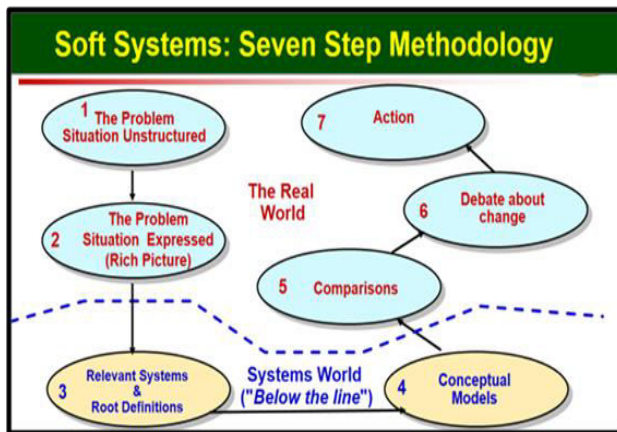 Soft Systems: Seven Step Methodology
1
The Problem
Situation Unstructured
2
The Problem
Situation Expressed
(Rich Picture)
3
Relevant Systems
&
Root Definitions
Systems World
("Below the line")
4
Conceptual
Models
5
Comparisons
6
Debate about
change
7
Action
The Real
World